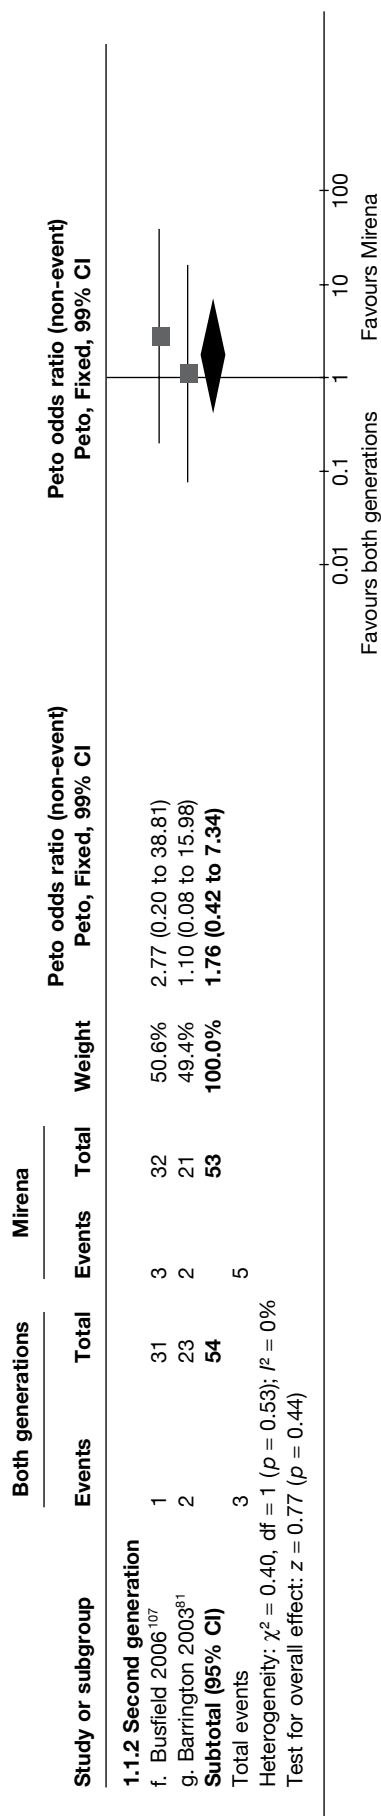 Both generations Mirena Peto odds ratio (non-event) Peto odds ratio (non-event)
Study or subgroup Events Total Events Total Weight Peto, Fixed, 99% CI Peto, Fixed, 99% CI
1.1.2 Second generation
f. Busfield 2006¹⁰⁷ 1 31 3 32 50.6% 2.77 (0.20 to 38.81)
g. Barrington 2003⁸¹ 2 23 2 21 49.4% 1.10 (0.08 to 15.98)
Subtotal (95% CI) 54 53 100.0% 1.76 (0.42 to 7.34)
Total events 3 5
Heterogeneity: χ² = 0.40, df = 1 (p = 0.53); I² = 0%
Test for overall effect: z = 0.77 (p = 0.44)
0.01 0.1 1 10 100
Favours both generations Favours Mirena